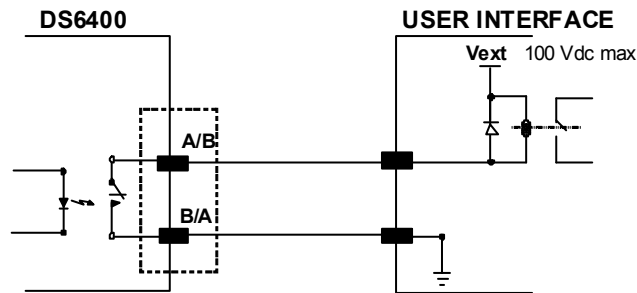 DS6400
USER INTERFACE
Vext 100 Vdc max
A/B
B/A